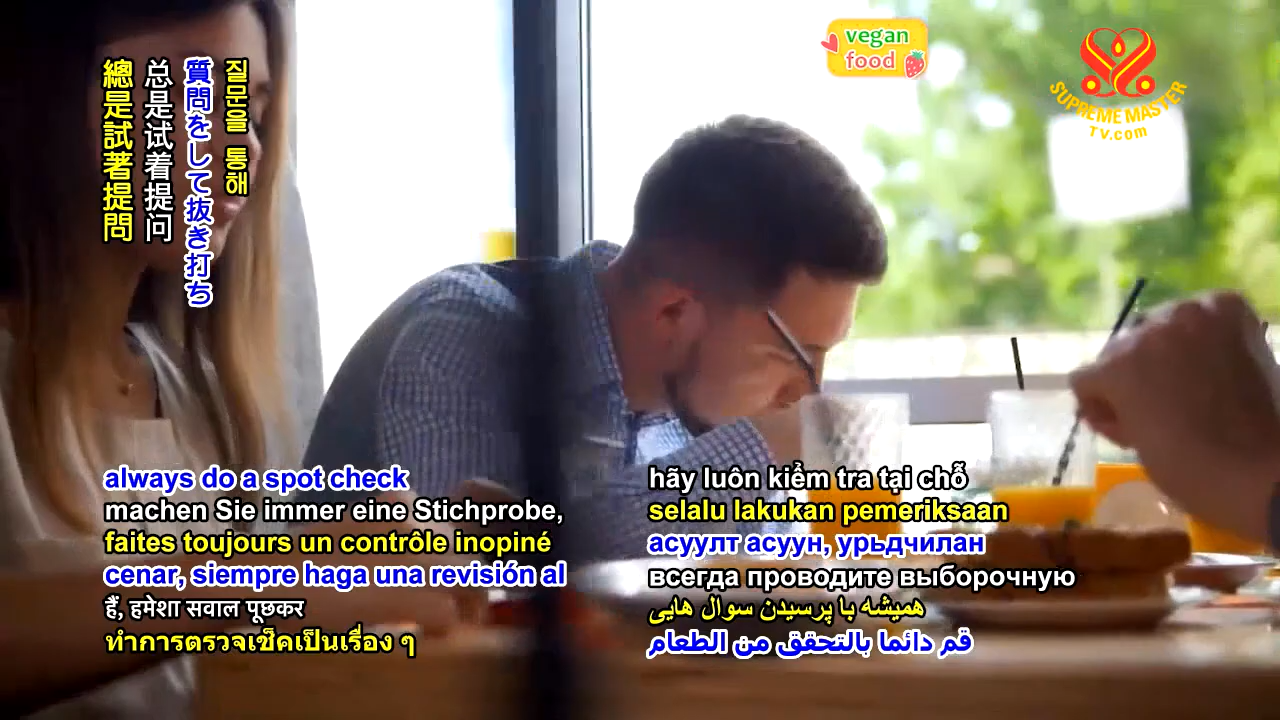 vegan
food
SUPREME MASTER
TV.com
總是試著提問
总是试着提问
質問をして抜き打ち
질문을 통해
always do a spot check
machen Sie immer eine Stichprobe,
faites toujours un contrôle inopiné
cenar, siempre haga una revisión al
हैं, हमेशा सवाल पूछकर
ทำการตรวจเช็คเป็นเรื่อง ๆ
hãy luôn kiểm tra tại chỗ
selalu lakukan pemeriksaan
асуулт асуун, урьдчилан
всегда проводите выборочную
همیشه با پرسیدن سوال هایی
قم دائما بالتحقق من الطعام